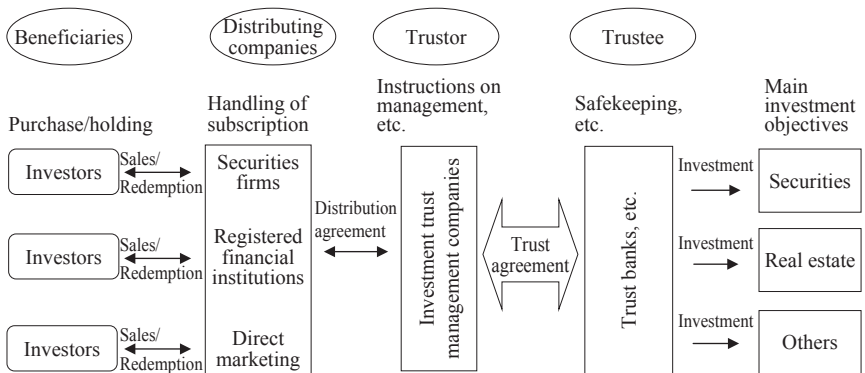 Beneficiaries
Distributing
companies
Trustor
Trustee
Purchase/holding
Handling of
subscription
Instructions on
management,
etc.
Safekeeping,
etc.
Main
investment
objectives
Investors
Sales/
Redemption
Securities
firms
Investors
Sales/
Redemption
Registered
financial
institutions
Investors
Sales/
Redemption
Direct
marketing
Distribution
agreement
Investment trust
management companies
Trust
agreement
Trust banks, etc.
Investment
Securities
Investment
Real estate
Investment
Others